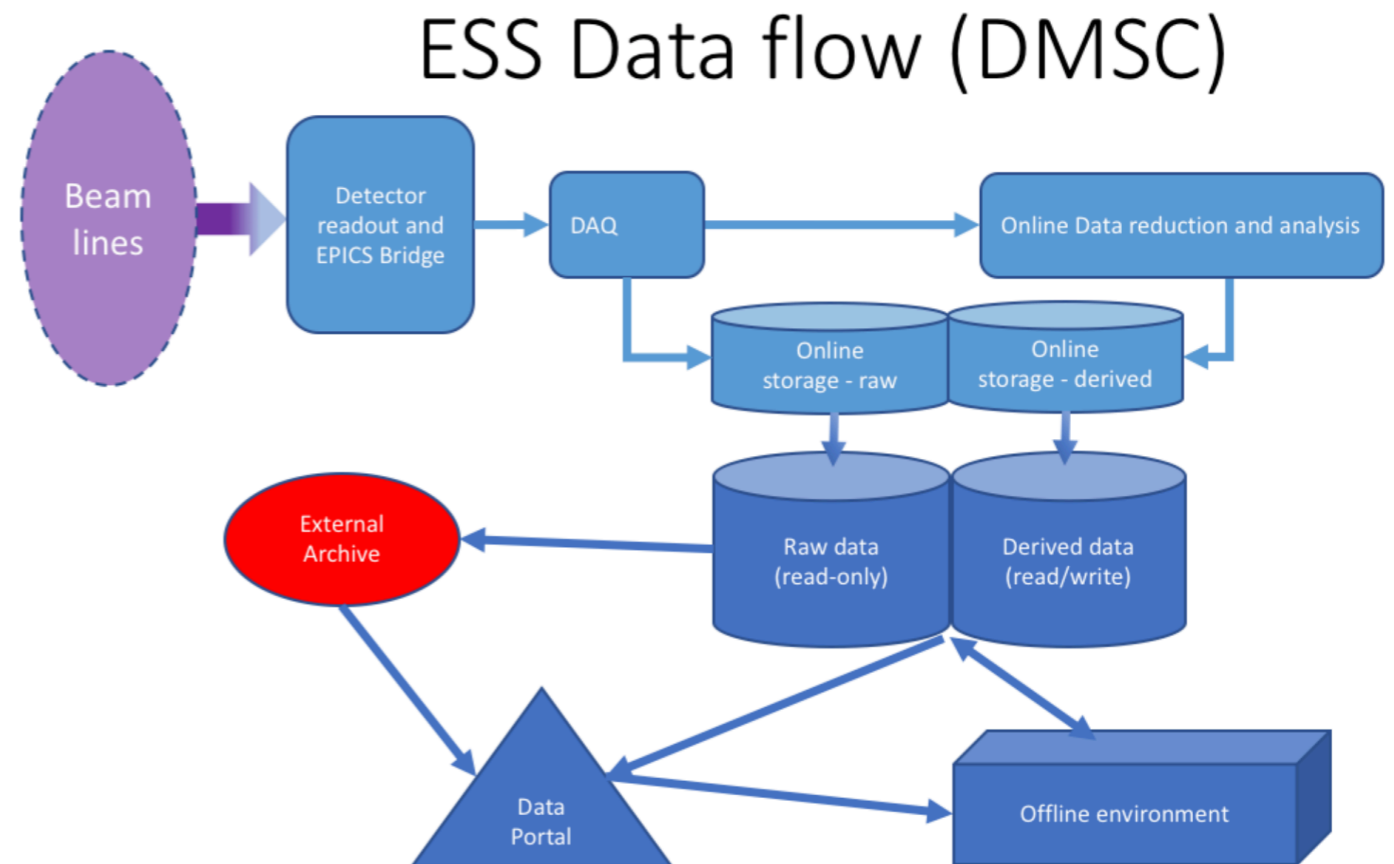 ESS Data flow (DMSC)
Beam
lines
Detector
readout and
EPICS Bridge
DAQ
Online Data reduction and analysis
Online
storage - raw
Online
storage - derived
External
Archive
Raw data
(read-only)
Derived data
(read/write)
Data
Portal
Offline environment